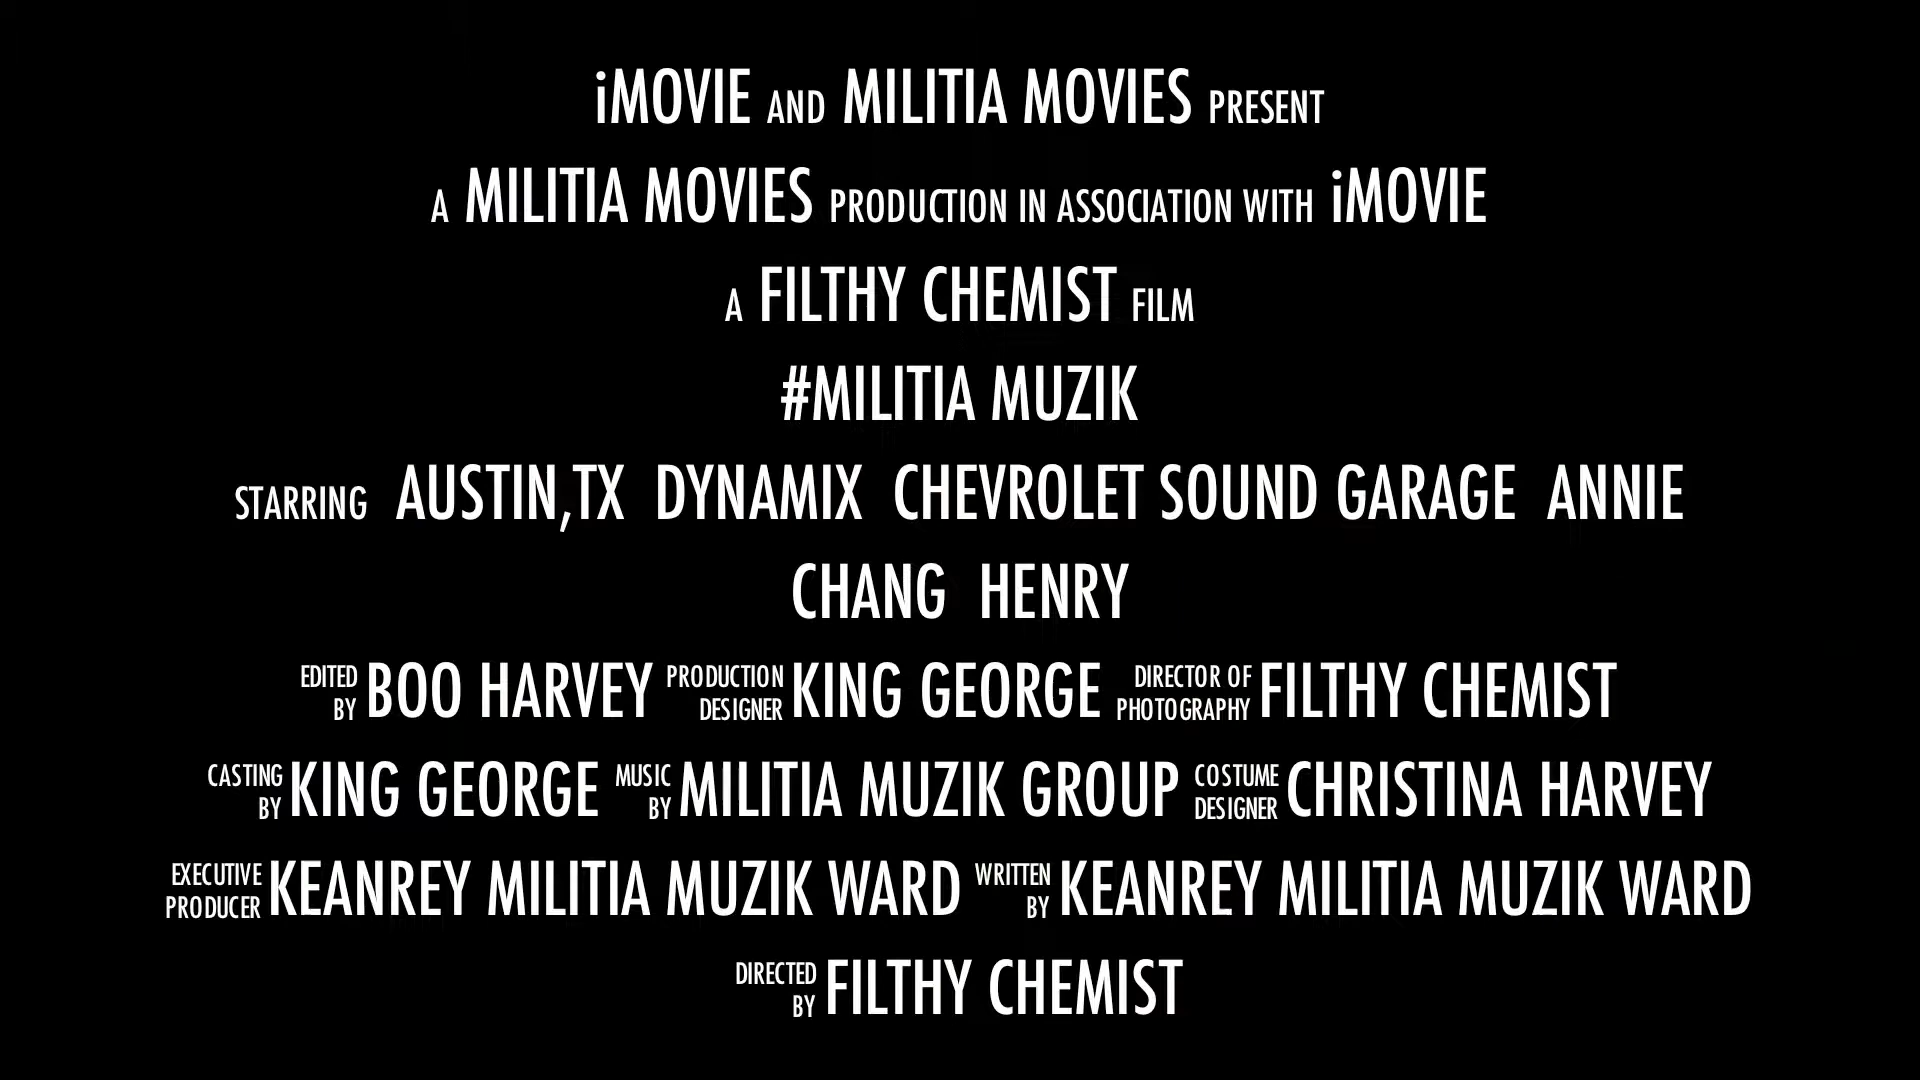 iMOVIE AND MILITIA MOVIES PRESENT
A MILITIA MOVIES PRODUCTION IN ASSOCIATION WITH iMOVIE
A FILTHY CHEMIST FILM
#MILITIA MUZIK
STARRING AUSTIN,TX DYNAMIX CHEVROLET SOUND GARAGE ANNIE
CHANG HENRY
EDITED BY BOO HARVEY PRODUCTION DESIGNER KING GEORGE DIRECTOR OF PHOTOGRAPHY FILTHY CHEMIST
CASTING BY KING GEORGE MUSIC BY MILITIA MUZIK GROUP COSTUME DESIGNER CHRISTINA HARVEY
EXECUTIVE PRODUCER KEANREY MILITIA MUZIK WARD WRITTEN BY KEANREY MILITIA MUZIK WARD
DIRECTED BY FILTHY CHEMIST